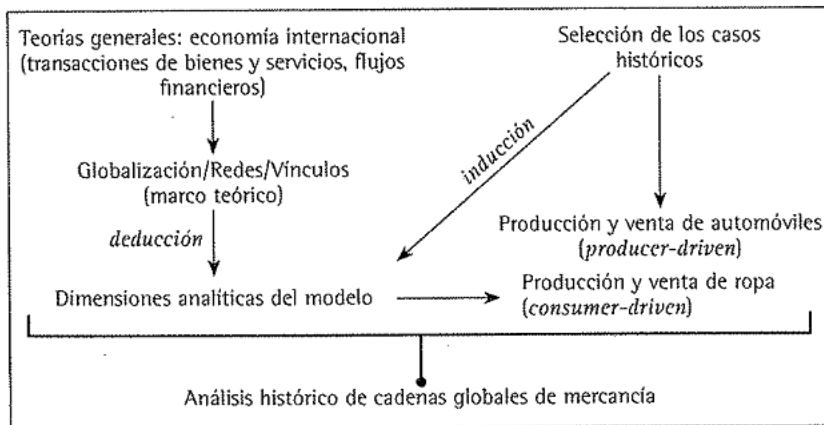 Teorías generales: economía internacional
(transacciones de bienes y servicios, flujos
financieros)
Selección de los casos
históricos
inducción
Globalización/Redes/Vínculos
(marco teórico)
deducción
Producción y venta de automóviles
(producer-driven)
Dimensiones analíticas del modelo
Producción y venta de ropa
(consumer-driven)
Análisis histórico de cadenas globales de mercancía